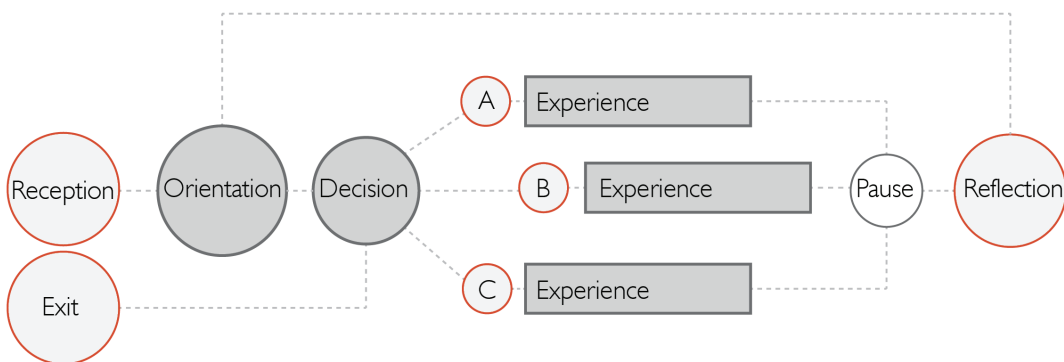 Reception
Orientation
Decision
A
Experience
B
Experience
C
Experience
Pause
Reflection
Exit